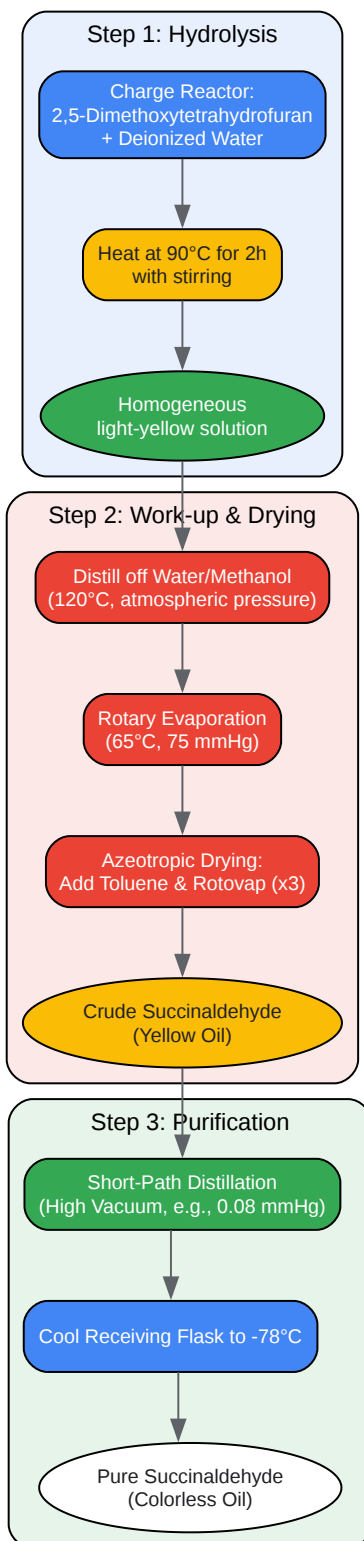 Step 1: Hydrolysis
Charge Reactor:
2,5-Dimethoxytetrahydrofuran
+ Deionized Water
Heat at 90°C for 2h
with stirring
Homogeneous
light-yellow solution
Step 2: Work-up & Drying
Distill off Water/Methanol
(120°C, atmospheric pressure)
Rotary Evaporation
(65°C, 75 mmHg)
Azeotropic Drying:
Add Toluene & Rotovap (x3)
Crude Succinaldehyde
(Yellow Oil)
Step 3: Purification
Short-Path Distillation
(High Vacuum, e.g., 0.08 mmHg)
Cool Receiving Flask to -78°C
Pure Succinaldehyde
(Colorless Oil)